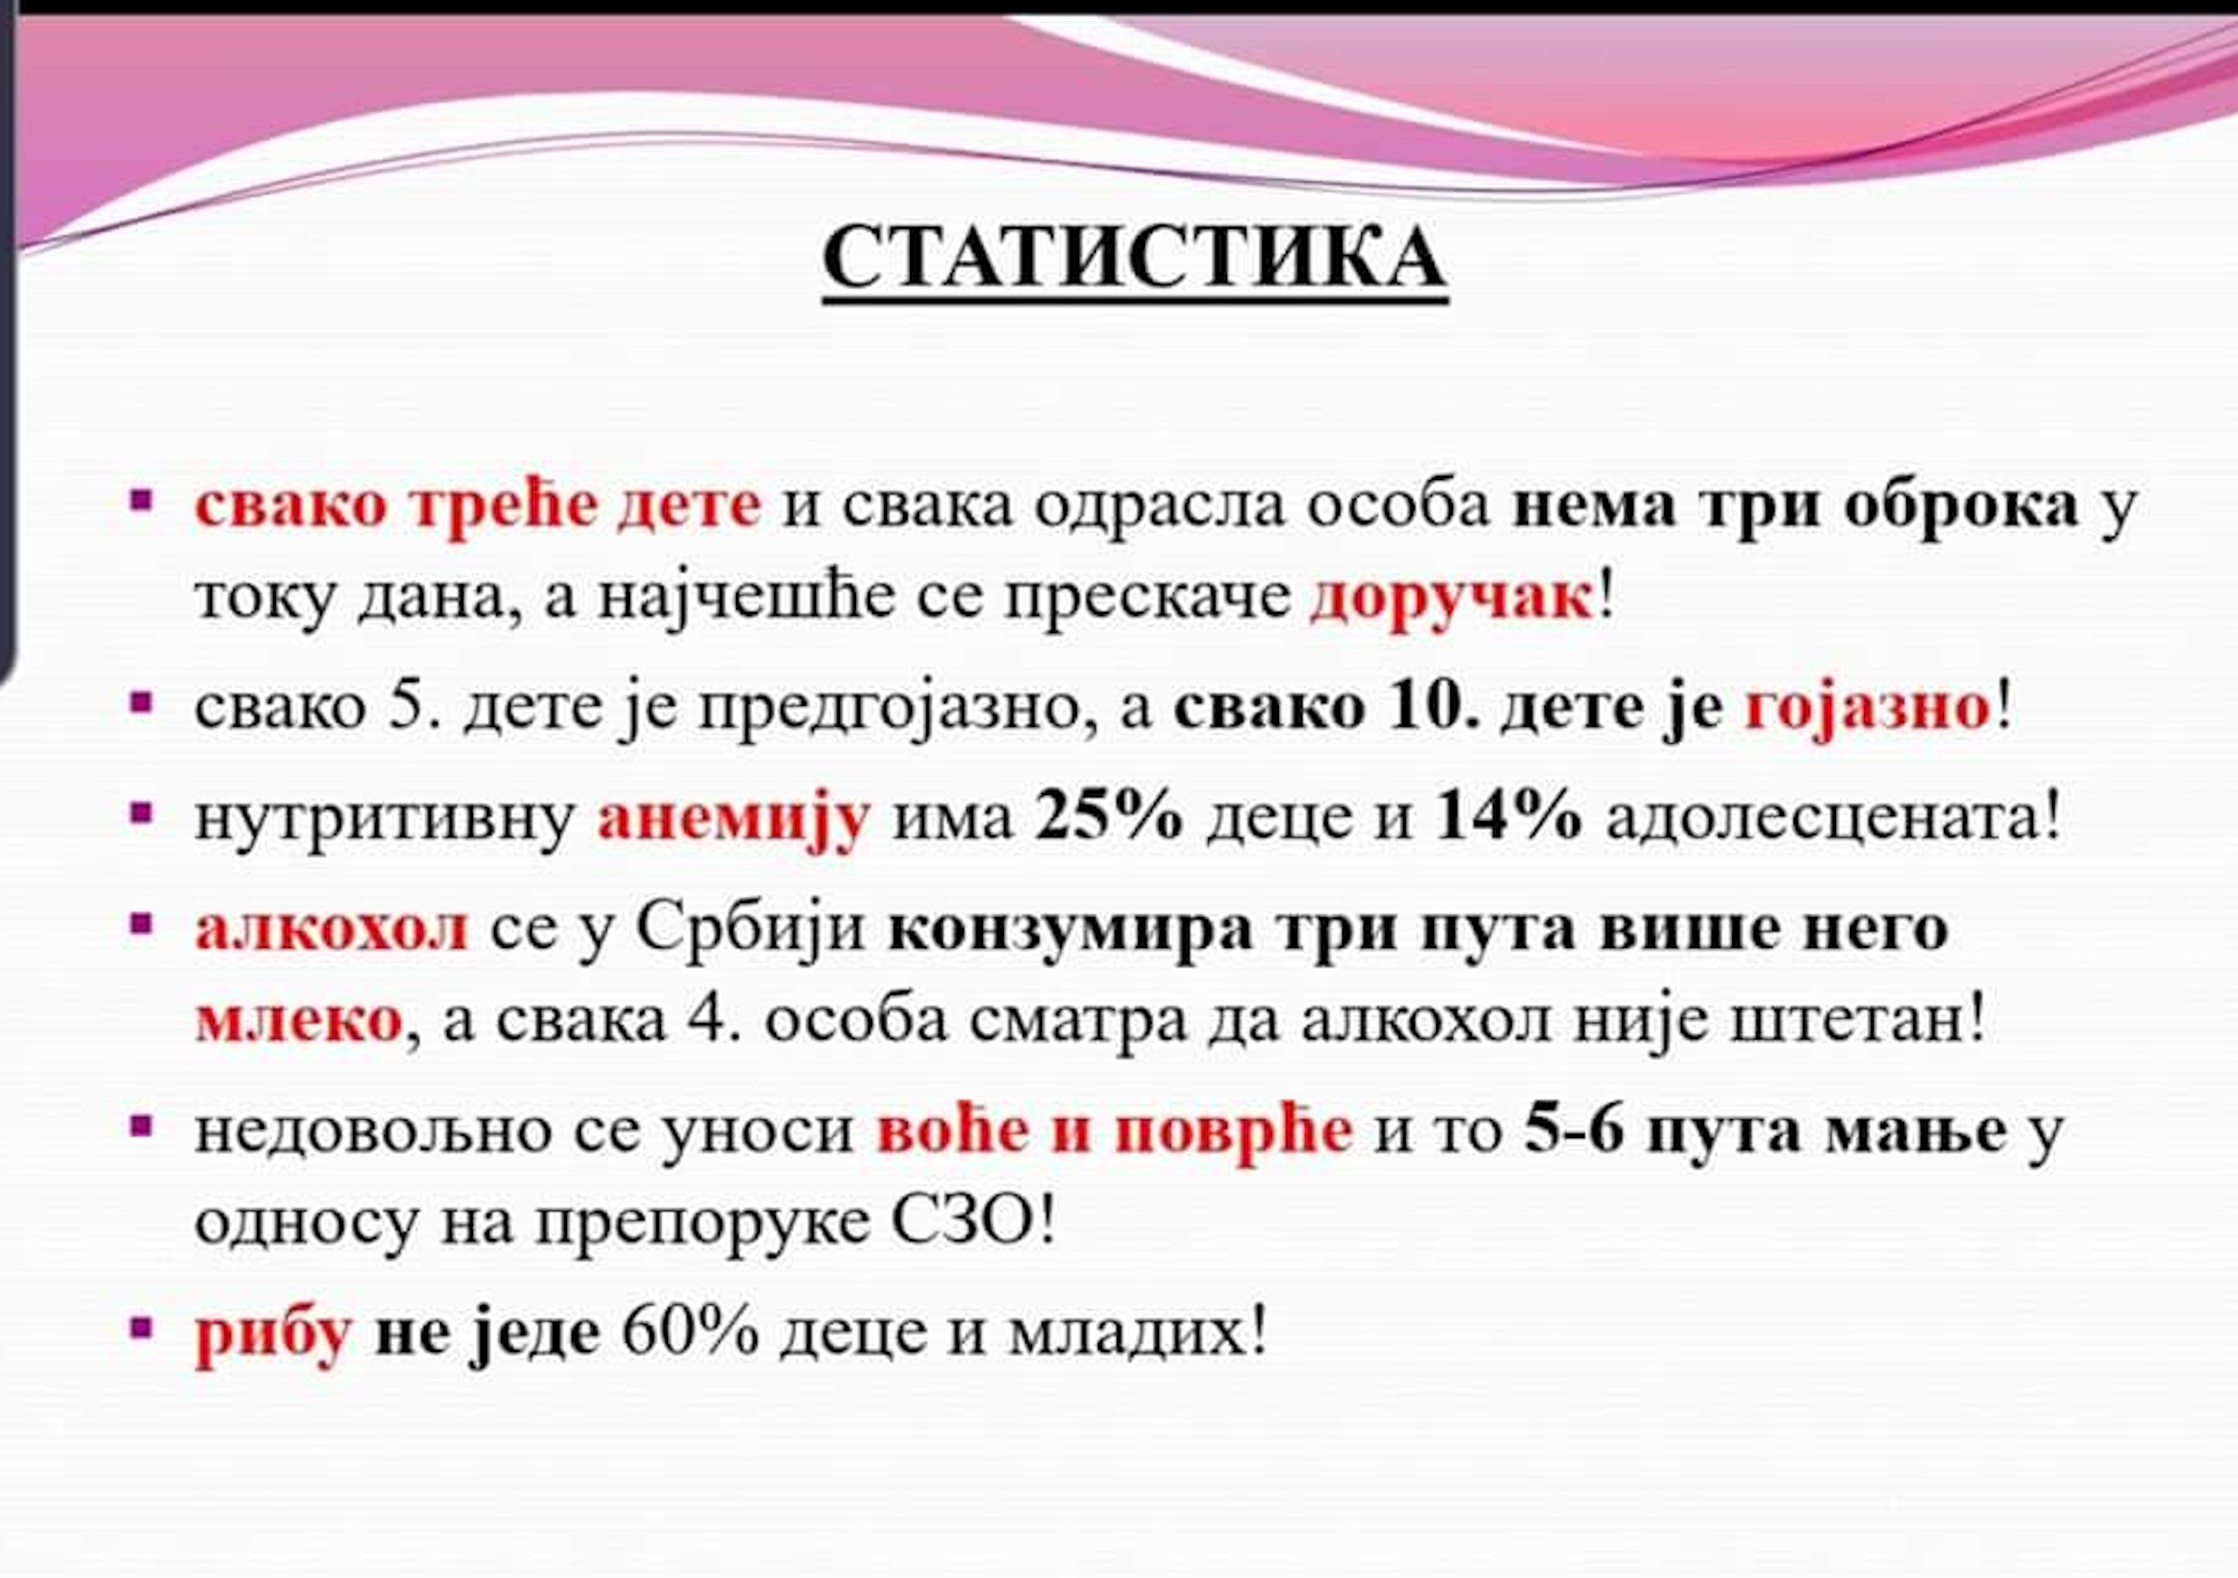 СТАТИСТИКА
свако треће дете и свака одрасла особа нема три оброка у
току дана, а најчешће се прескаче доручак!
свако 5. дете је предгојазно, а свако 10. дете је гојазно!
нутритивну анемију има 25% деце и 14% адолесцената!
алкохол се у Србији конзумира три пута више него
млеко, а свака 4. особа сматра да алкохол није штетан!
недовољно се уноси воће и поврће и то 5-6 пута мање у
односу на препоруке СЗО!
рибу не једе 60% деце и младих!